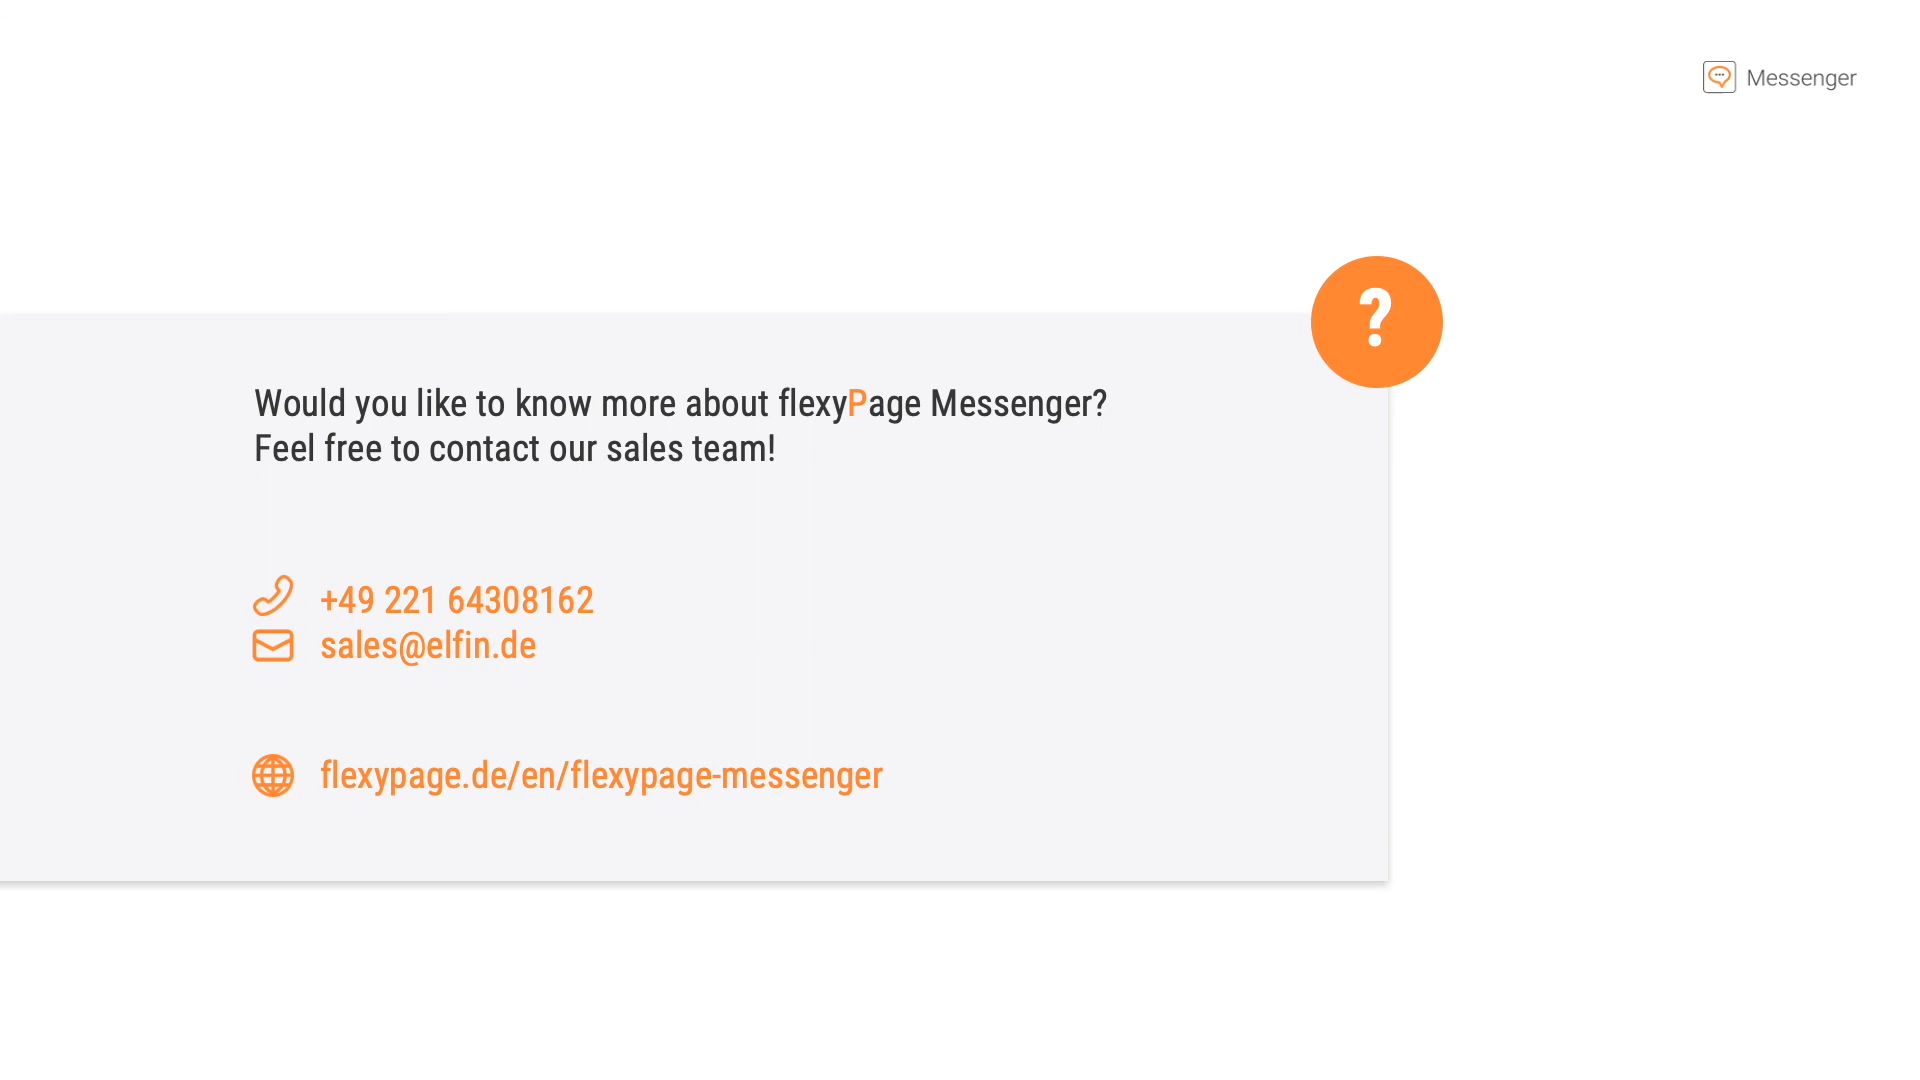 Messenger
?
Would you like to know more about flexyPage Messenger?
Feel free to contact our sales team!
+49 221 64308162
sales@elfin.de
flexypage.de/en/flexypage-messenger